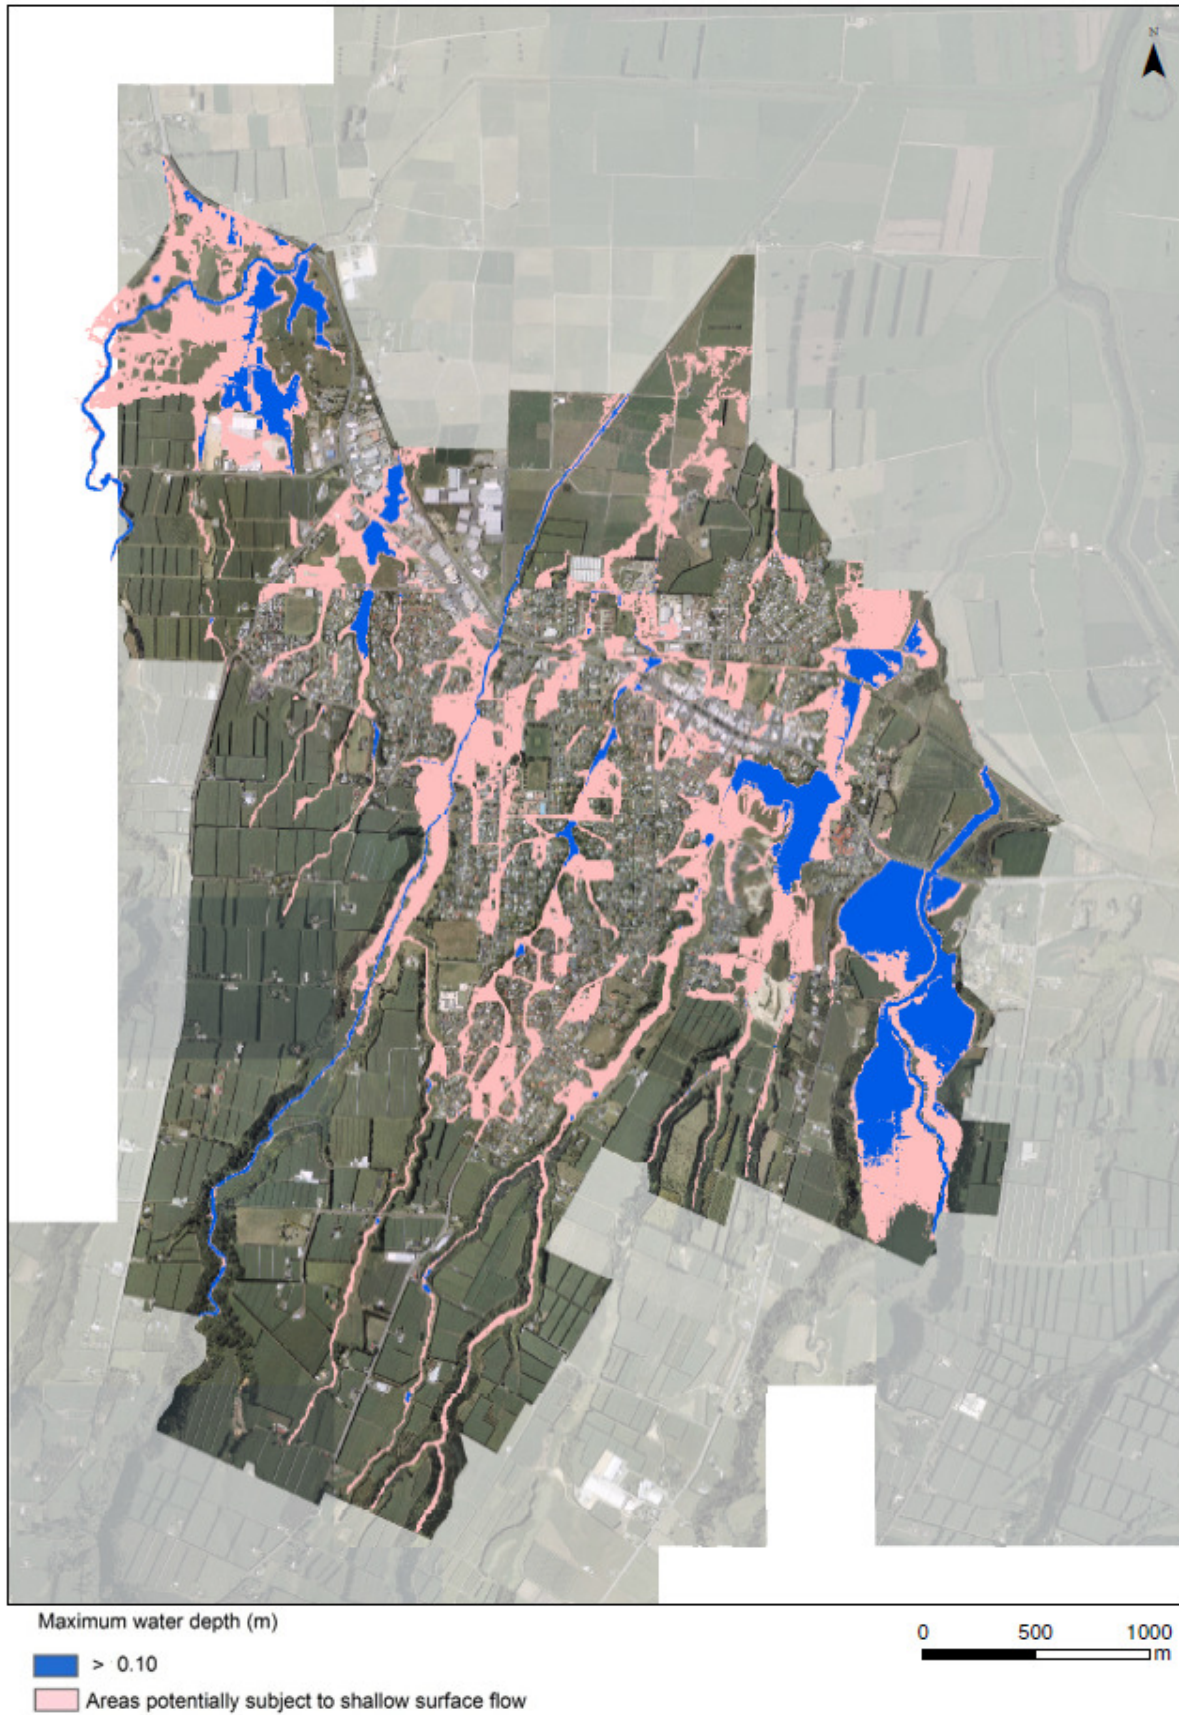 N
Maximum water depth (m)
> 0.10
Areas potentially subject to shallow surface flow
0 500 1000
m